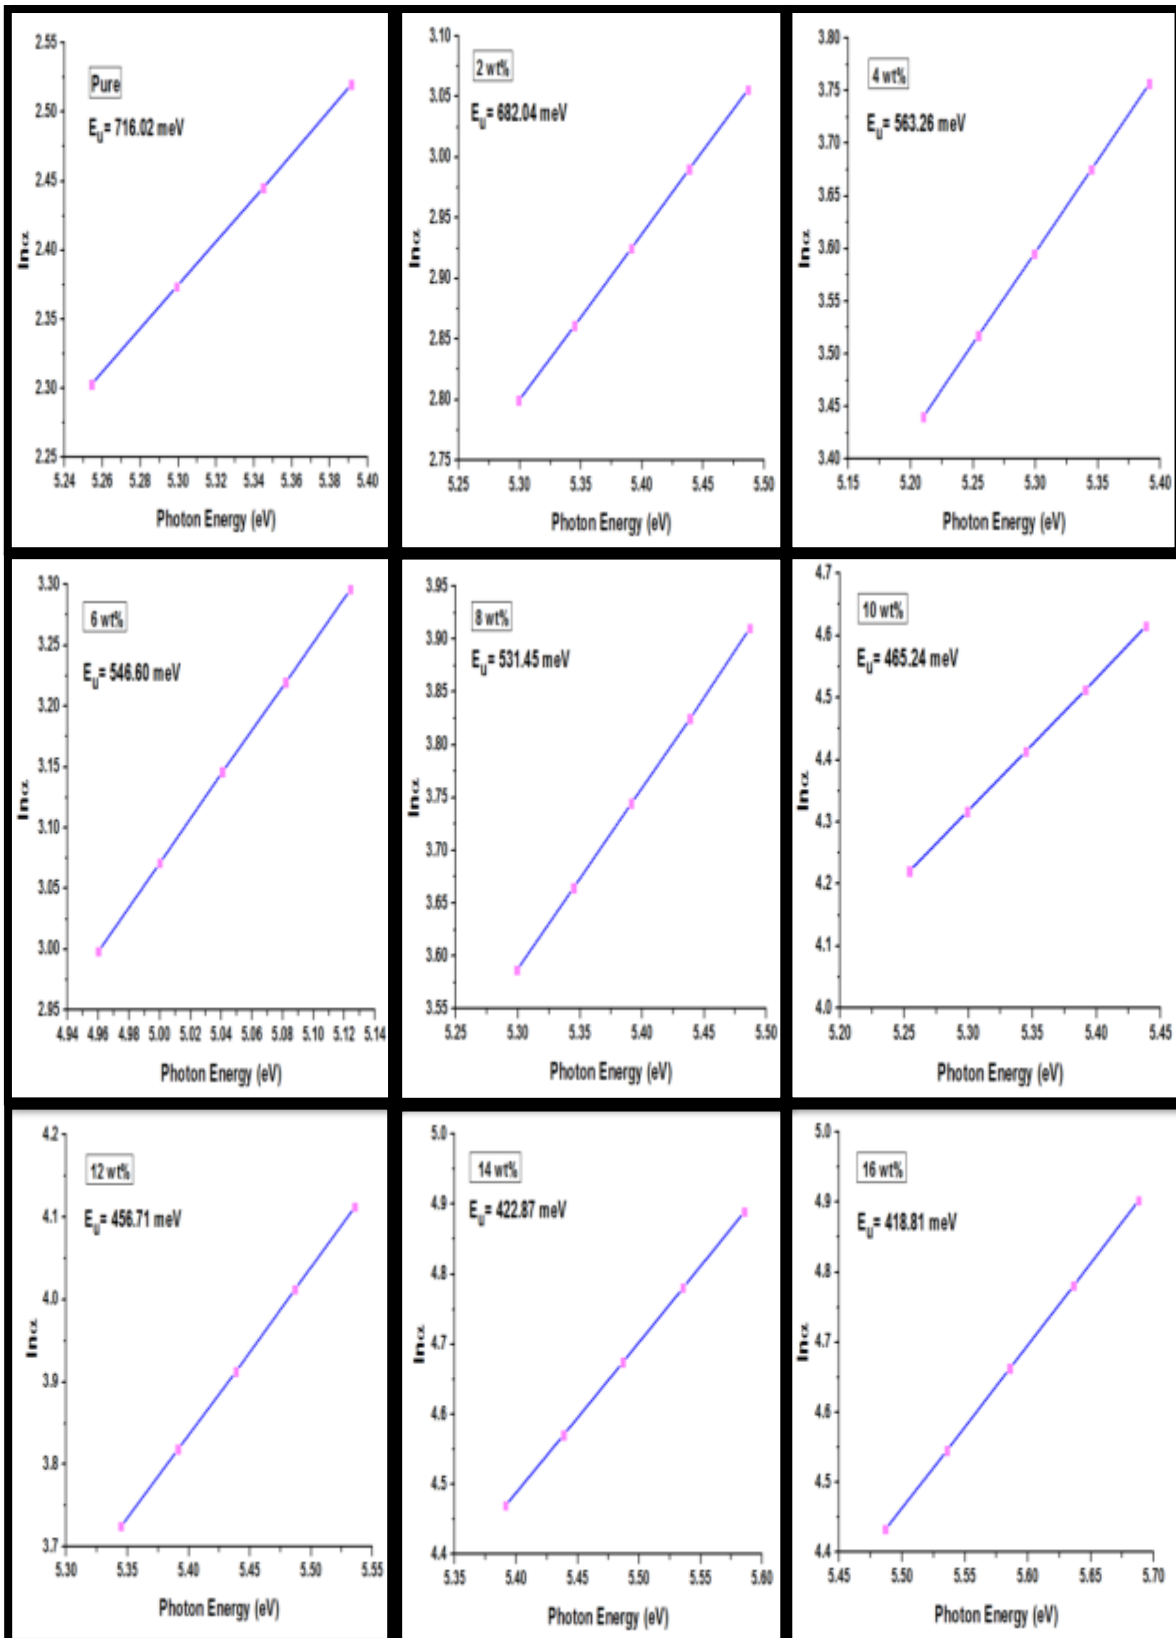 Pure
E_u= 716.02 meV
lnα
2.55
2.50
2.45
2.40
2.35
2.30
2.25
5.24 5.26 5.28 5.30 5.32 5.34 5.36 5.38 5.40
Photon Energy (eV)
2 wt%
E_u= 682.04 meV
lnα
3.10
3.05
3.00
2.95
2.90
2.85
2.80
2.75
5.25 5.30 5.35 5.40 5.45 5.50
Photon Energy (eV)
4 wt%
E_u= 563.26 meV
lnα
3.80
3.75
3.70
3.65
3.60
3.55
3.50
3.45
3.40
5.15 5.20 5.25 5.30 5.35 5.40
Photon Energy (eV)
6 wt%
E_u= 546.60 meV
lnα
3.30
3.25
3.20
3.15
3.10
3.05
3.00
2.95
4.94 4.96 4.98 5.00 5.02 5.04 5.06 5.08 5.10 5.12 5.14
Photon Energy (eV)
8 wt%
E_u= 531.45 meV
lnα
3.95
3.90
3.85
3.80
3.75
3.70
3.65
3.60
3.55
5.25 5.30 5.35 5.40 5.45 5.50
Photon Energy (eV)
10 wt%
E_u= 465.24 meV
lnα
4.7
4.6
4.5
4.4
4.3
4.2
4.1
4.0
5.20 5.25 5.30 5.35 5.40 5.45
Photon Energy (eV)
12 wt%
E_u= 456.71 meV
lnα
4.2
4.1
4.0
3.9
3.8
3.7
5.30 5.35 5.40 5.45 5.50 5.55
Photon Energy (eV)
14 wt%
E_u= 422.87 meV
lnα
5.0
4.9
4.8
4.7
4.6
4.5
4.4
5.35 5.40 5.45 5.50 5.55 5.60
Photon Energy (eV)
16 wt%
E_u= 418.81 meV
lnα
5.0
4.9
4.8
4.7
4.6
4.5
4.4
5.45 5.50 5.55 5.60 5.65 5.70
Photon Energy (eV)